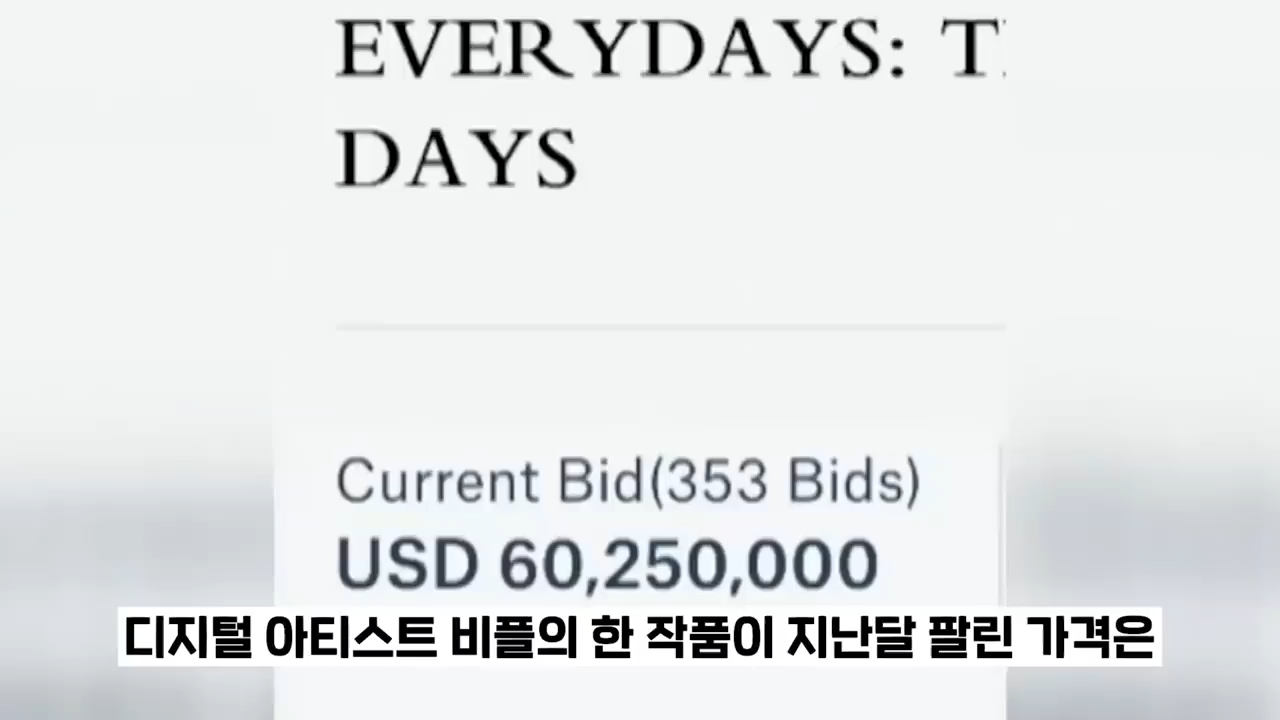 EVERYDAYS: T
DAYS
Current Bid(353 Bids)
USD 60,250,000
디지털 아티스트 비플의 한 작품이 지난달 팔린 가격은